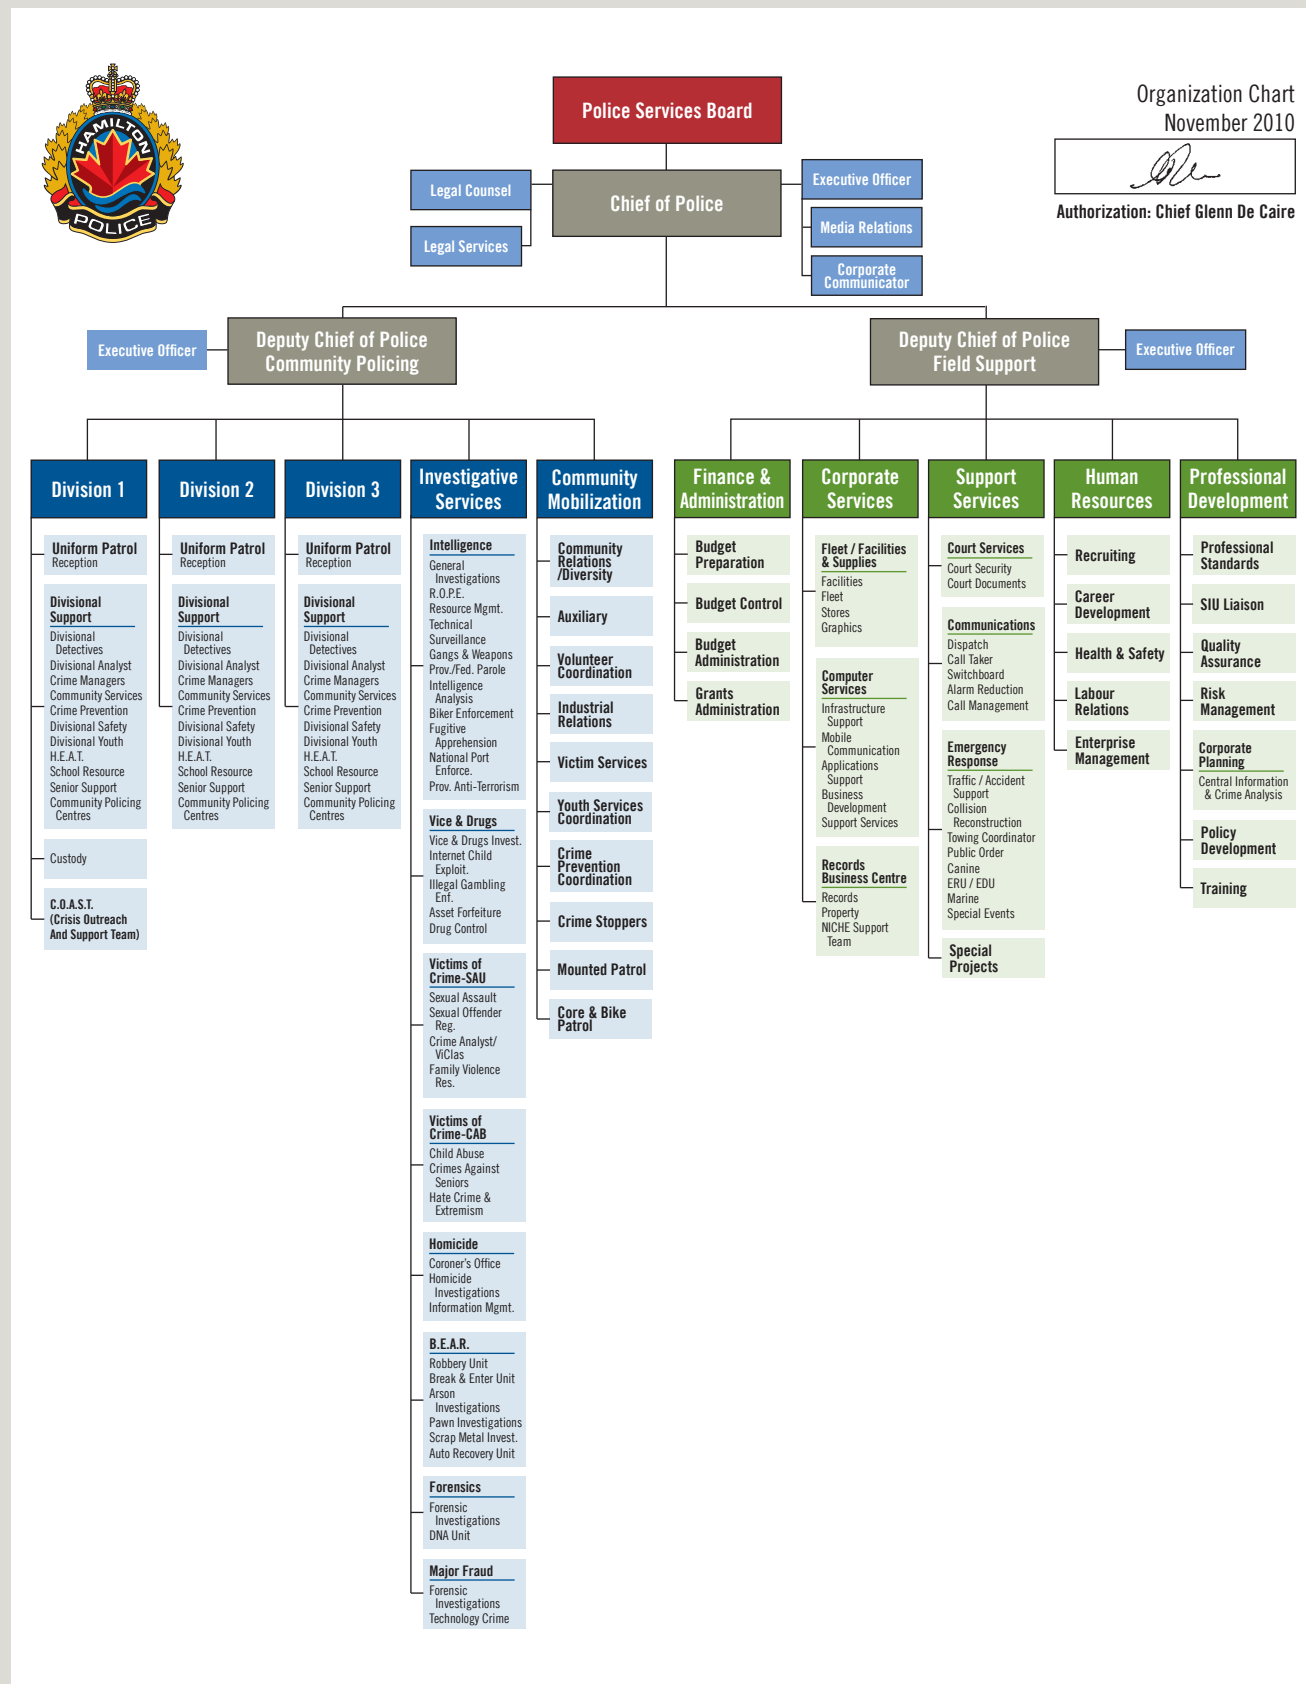 HAMILTON
POLICE
Organization Chart
November 2010
Authorization: Chief Glenn De Caire
Police Services Board
Chief of Police
Legal Counsel
Legal Services
Executive Officer
Media Relations
Corporate
Communicator
Executive Officer
Deputy Chief of Police
Community Policing
Deputy Chief of Police
Field Support
Executive Officer
Division 1
Uniform Patrol
Reception
Divisional
Support
Divisional
Detectives
Divisional Analyst
Crime Managers
Community Services
Crime Prevention
Divisional Safety
Divisional Youth
H.E.A.T.
School Resource
Senior Support
Community Policing
Centres
Custody
C.O.A.S.T.
(Crisis Outreach
And Support Team)
Division 2
Uniform Patrol
Reception
Divisional
Support
Divisional
Detectives
Divisional Analyst
Crime Managers
Community Services
Crime Prevention
Divisional Safety
Divisional Youth
H.E.A.T.
School Resource
Senior Support
Community Policing
Centres
Division 3
Uniform Patrol
Reception
Divisional
Support
Divisional
Detectives
Divisional Analyst
Crime Managers
Community Services
Crime Prevention
Divisional Safety
Divisional Youth
H.E.A.T.
School Resource
Senior Support
Community Policing
Centres
Investigative
Services
Intelligence
General
Investigations
R.O.P.E.
Resource Mgmt.
Technical
Surveillance
Gangs & Weapons
Prov./Fed. Parole
Intelligence
Analysis
Biker Enforcement
Fugitive
Apprehension
National Port
Enforce.
Prov. Anti-Terrorism
Vice & Drugs
Vice & Drugs Invest.
Internet Child
Exploit.
Illegal Gambling
Enf.
Asset Forfeiture
Drug Control
Victims of
Crime-SAU
Sexual Assault
Sexual Offender
Reg.
Crime Analyst/
ViClas
Family Violence
Res.
Victims of
Crime-CAB
Child Abuse
Crimes Against
Seniors
Hate Crime &
Extremism
Homicide
Coroner's Office
Homicide
Investigations
Information Mgmt.
B.E.A.R.
Robbery Unit
Break & Enter Unit
Arson
Investigations
Pawn Investigations
Scrap Metal Invest.
Auto Recovery Unit
Forensics
Forensic
Investigations
DNA Unit
Major Fraud
Forensic
Investigations
Technology Crime
Community
Mobilization
Community
Relations
/Diversity
Auxiliary
Volunteer
Coordination
Industrial
Relations
Victim Services
Youth Services
Coordination
Crime
Prevention
Coordination
Crime Stoppers
Mounted Patrol
Core & Bike
Patrol
Finance &
Administration
Budget
Preparation
Budget Control
Budget
Administration
Grants
Administration
Corporate
Services
Fleet / Facilities
& Supplies
Facilities
Fleet
Stores
Graphics
Computer
Services
Infrastructure
Support
Mobile
Communication
Applications
Support
Business
Development
Support Services
Records
Business Centre
Records
Property
NICHE Support
Team
Support
Services
Court Services
Court Security
Court Documents
Communications
Dispatch
Call Taker
Switchboard
Alarm Reduction
Call Management
Emergency
Response
Traffic / Accident
Support
Collision
Reconstruction
Towing Coordinator
Public Order
Canine
ERU / EDU
Marine
Special Events
Special
Projects
Human
Resources
Recruiting
Career
Development
Health & Safety
Labour
Relations
Enterprise
Management
Professional
Development
Professional
Standards
SIU Liaison
Quality
Assurance
Risk
Management
Corporate
Planning
Central Information
& Crime Analysis
Policy
Development
Training